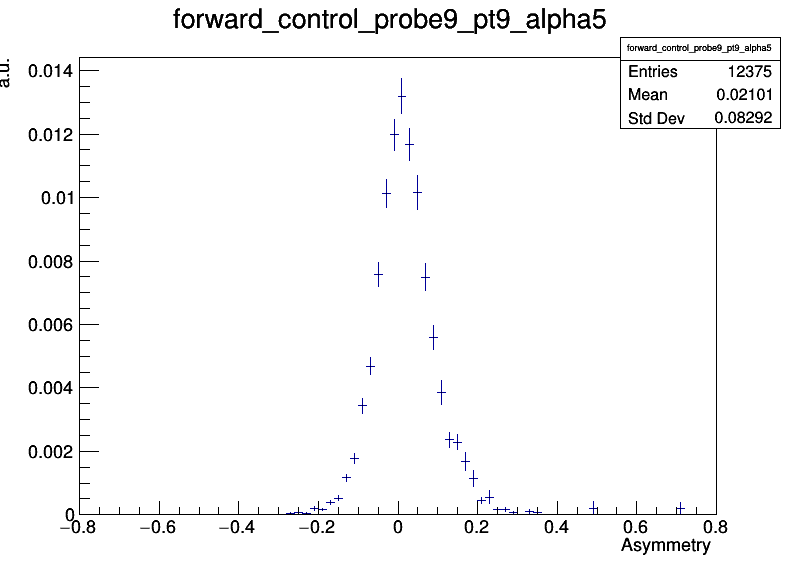 forward_control_probe9_pt9_alpha5
forward_control_probe9_pt9_alpha5
Entries 12375
Mean 0.02101
Std Dev 0.08292
a.u.
0.014
0.012
0.01
0.008
0.006
0.004
0.002
0
−0.8 −0.6 −0.4 −0.2 0 0.2 0.4 0.6 0.8
Asymmetry